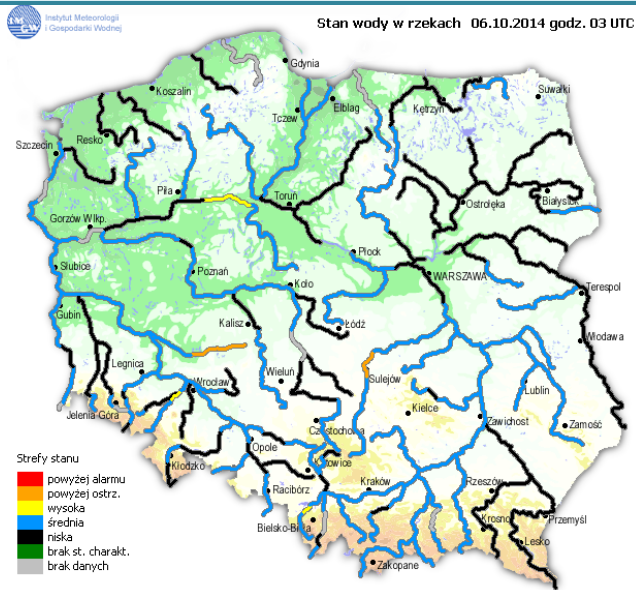 Instytut Meteorologii
i Gospodarki Wodnej
Stan wody w rzekach 06.10.2014 godz. 03 UTC
Gdynia
Koszalin
Suwałki
Elbląg
Kętrzyn
Tczew
Resko
Szczecin
Piła
Białystok
Toruń
Ostrołęka
Gorzów Wlkp.
Płock
Słubice
Poznań
WARSZAWA
Koło
Terespol
Gubin
Kalisz
Łódź
Włodawa
Legnica
Wieluń
Sulejów
Wrocław
Lublin
Jelenia Góra
Kielce
Zawichost
Zamość
Częstochowa
Opole
Strefy stanu
Kłodzko
Katowice
powyżej alarmu
Racibórz
Kraków
Rzeszów
powyżej ostrz.
wysoka
Przemyśl
średnia
Bielsko-Biała
Krosno
niska
Lesko
brak st. charakt.
Zakopane
brak danych